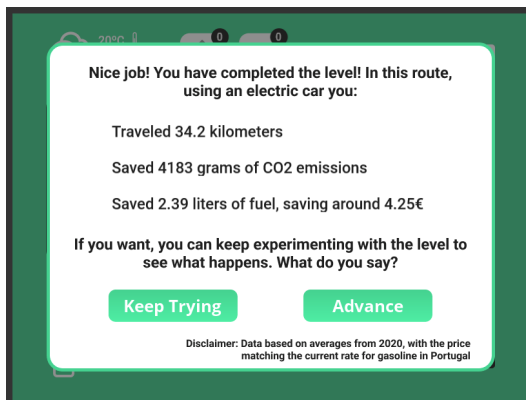 20°C
0
0
Nice job! You have completed the level! In this route,
using an electric car you:
Traveled 34.2 kilometers
Saved 4183 grams of CO2 emissions
Saved 2.39 liters of fuel, saving around 4.25€
If you want, you can keep experimenting with the level to
see what happens. What do you say?
Keep Trying
Advance
Disclaimer: Data based on averages from 2020, with the price
matching the current rate for gasoline in Portugal